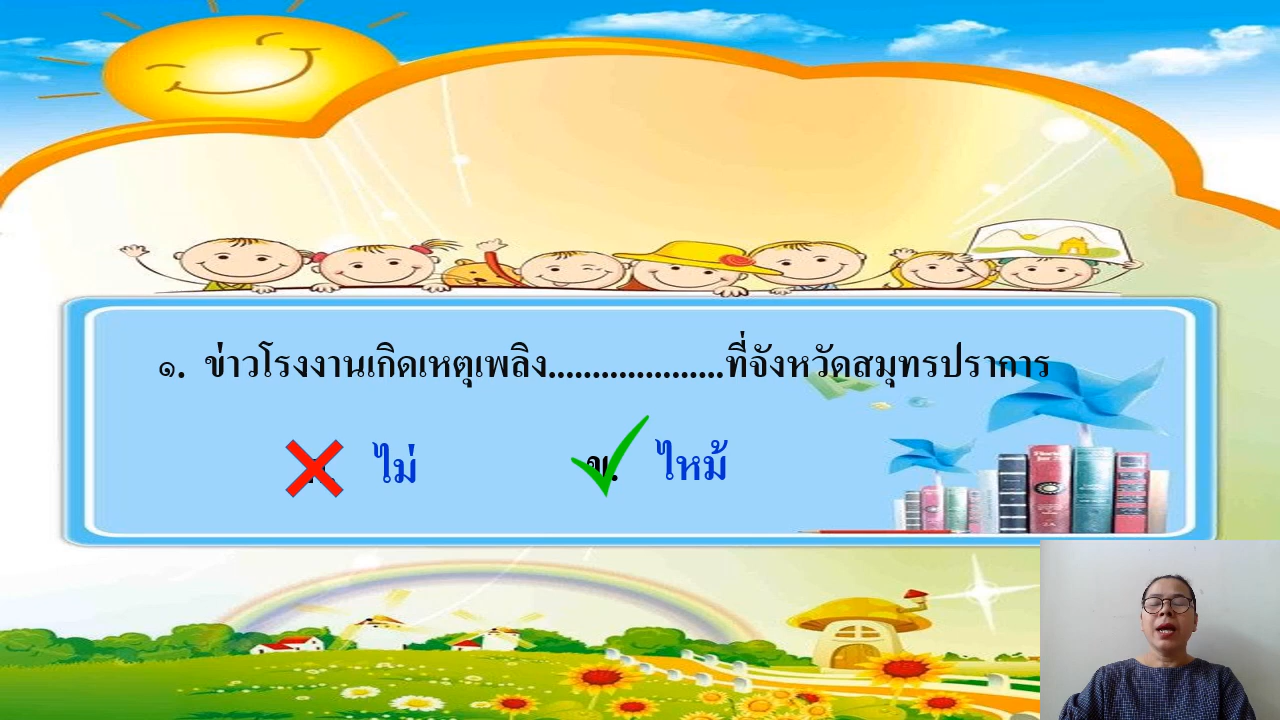 ๑. ข่าวโรงงานเกิดเหตุเพลิง....................ที่จังหวัดสมุทรปราการ
ไม่ ข. ไหม้